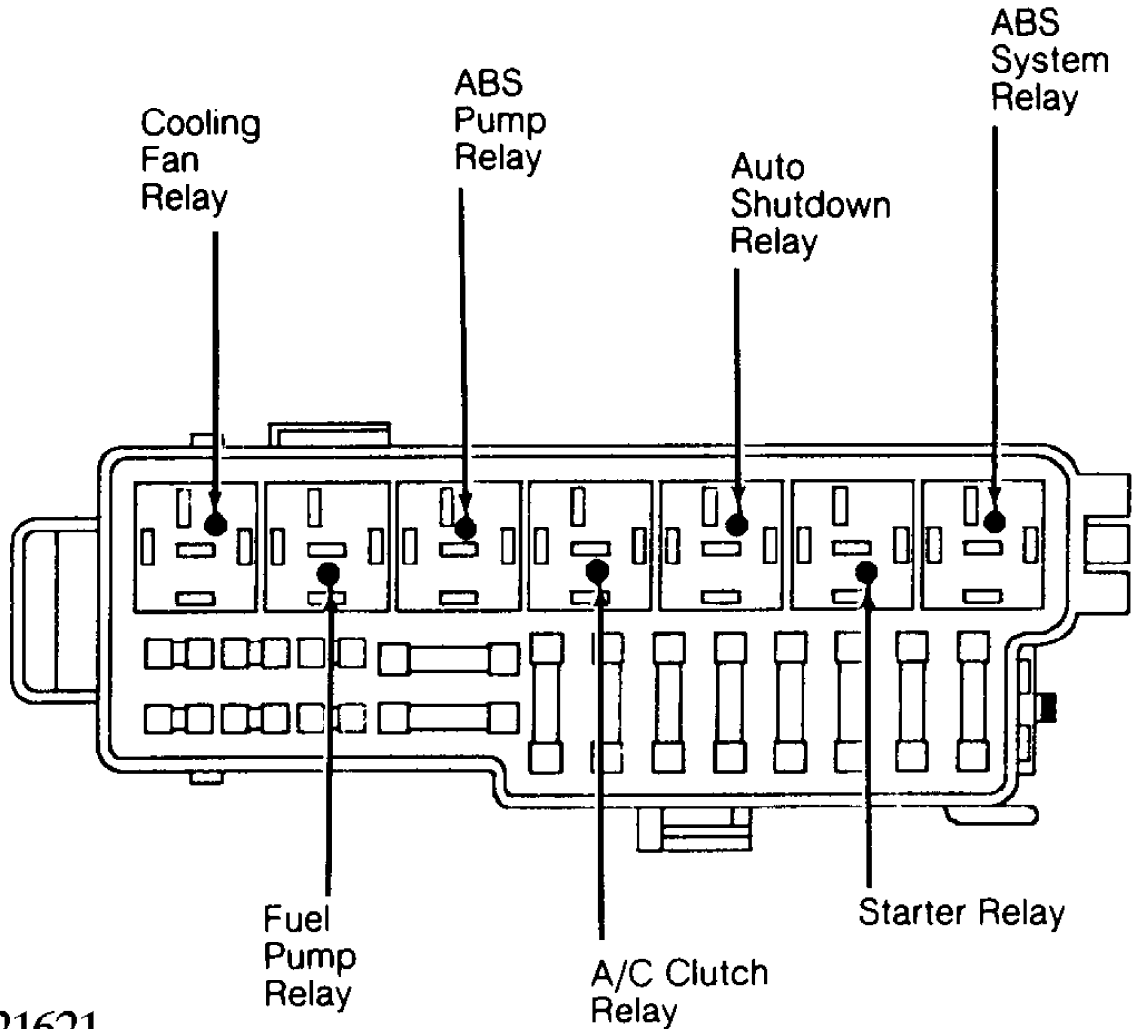 ABS
System
Relay
ABS
Pump
Relay
Cooling
Fan
Relay
Auto
Shutdown
Relay
Fuel
Pump
Relay
A/C Clutch
Relay
Starter Relay
21621